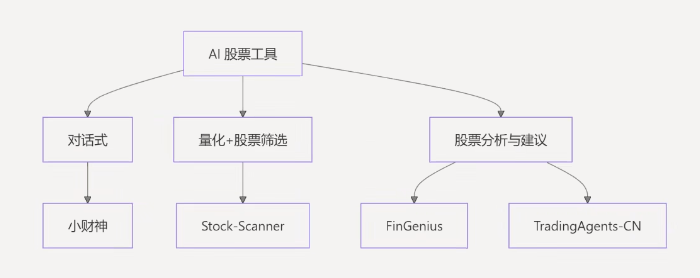 AI 股票工具
对话式
量化+股票筛选
股票分析与建议
小财神
Stock-Scanner
FinGenius
TradingAgents-CN